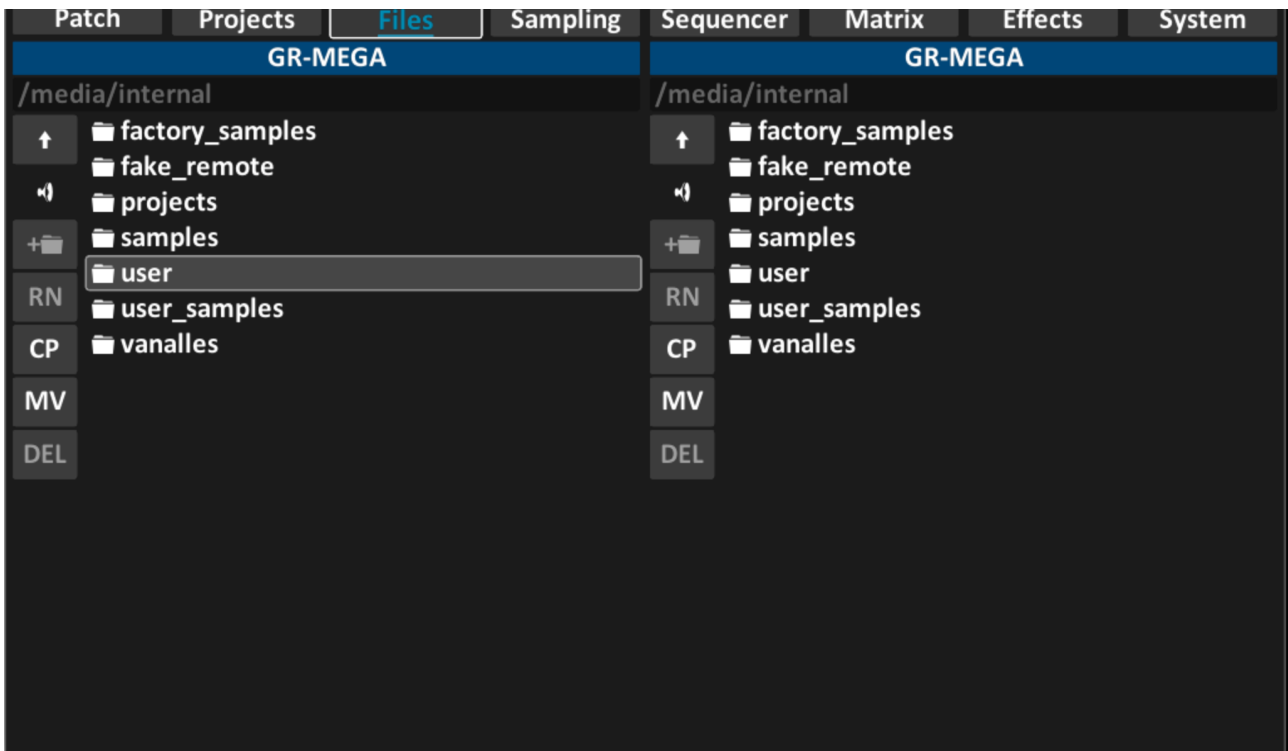 Patch Projects Files Sampling Sequencer Matrix Effects System
GR-MEGA
/media/internal
factory_samples
fake_remote
projects
samples
user
user_samples
vanalles
+
RN
CP
MV
DEL
GR-MEGA
/media/internal
factory_samples
fake_remote
projects
samples
user
user_samples
vanalles
+
RN
CP
MV
DEL